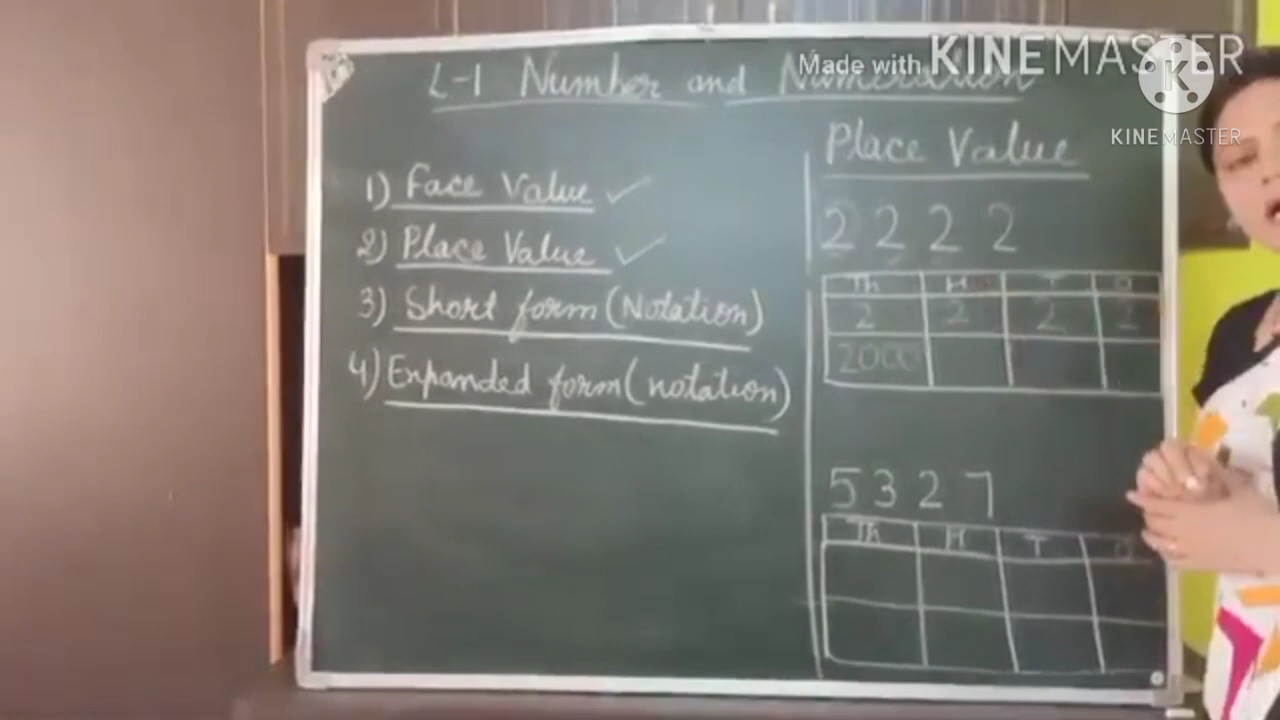 L-1 Number and Numeration
Made with KINEMASTER
K
KINEMASTER
1) Face Value ✓
2) Place Value ✓
3) Short form (Notation)
4) Expanded form (notation)
Place Value
2 2 2 2
Th H T O
2 2 2 2
2000
5 3 2 7
Th H T O